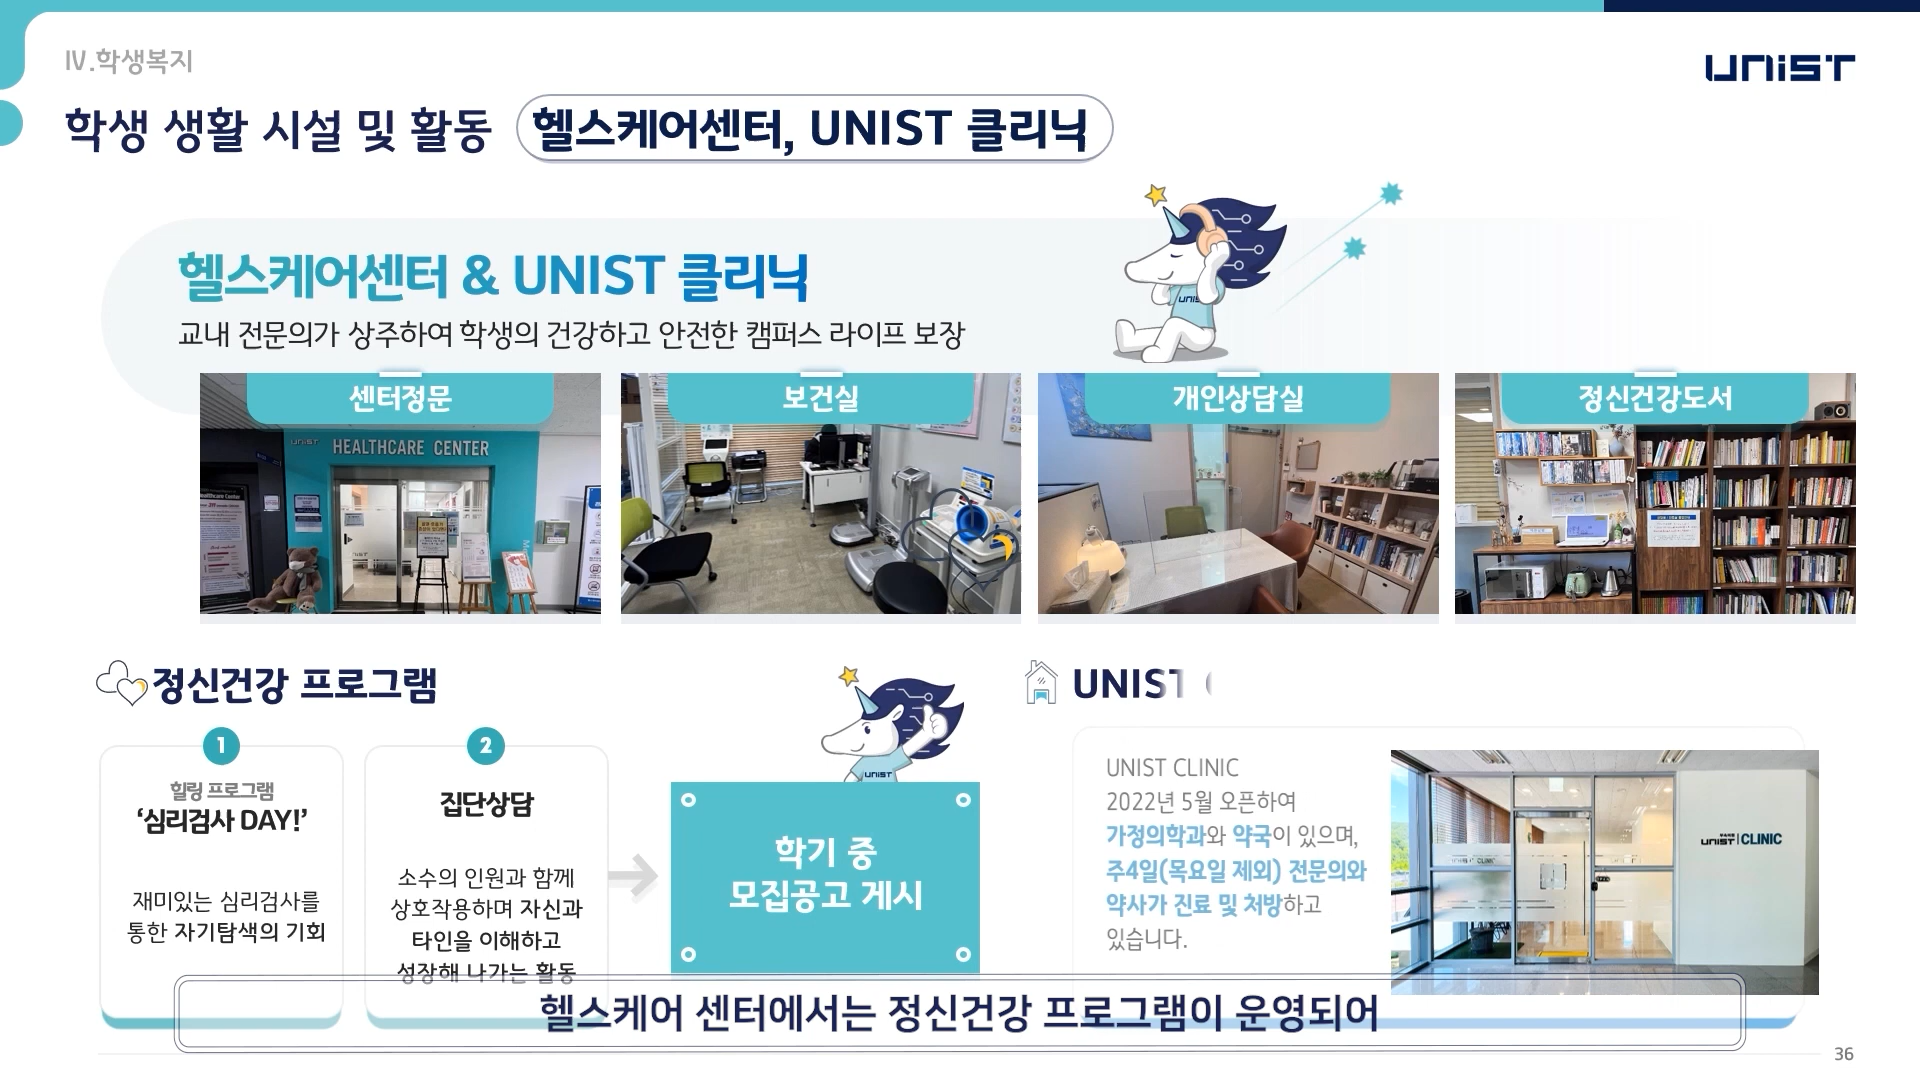 IV.학생복지
UNIST
학생 생활 시설 및 활동 헬스케어센터, UNIST 클리닉
헬스케어센터 & UNIST 클리닉
교내 전문의가 상주하여 학생의 건강하고 안전한 캠퍼스 라이프 보장
UNIST
센터정문
보건실
개인상담실
정신건강도서
UNIST HEALTHCARE CENTER
정신건강 프로그램
UNIST
1
힐링 프로그램
‘심리검사 DAY!’
재미있는 심리검사를
통한 자기탐색의 기회
2
집단상담
소수의 인원과 함께
상호작용하며 자신과
타인을 이해하고
성장해 나가는 활동
UNIST
학기 중
모집공고 게시
UNIST CLINIC
2022년 5월 오픈하여
가정의학과와 약국이 있으며,
주4일(목요일 제외) 전문의와
약사가 진료 및 처방하고
있습니다.
UNIST CLINIC
헬스케어 센터에서는 정신건강 프로그램이 운영되어
36